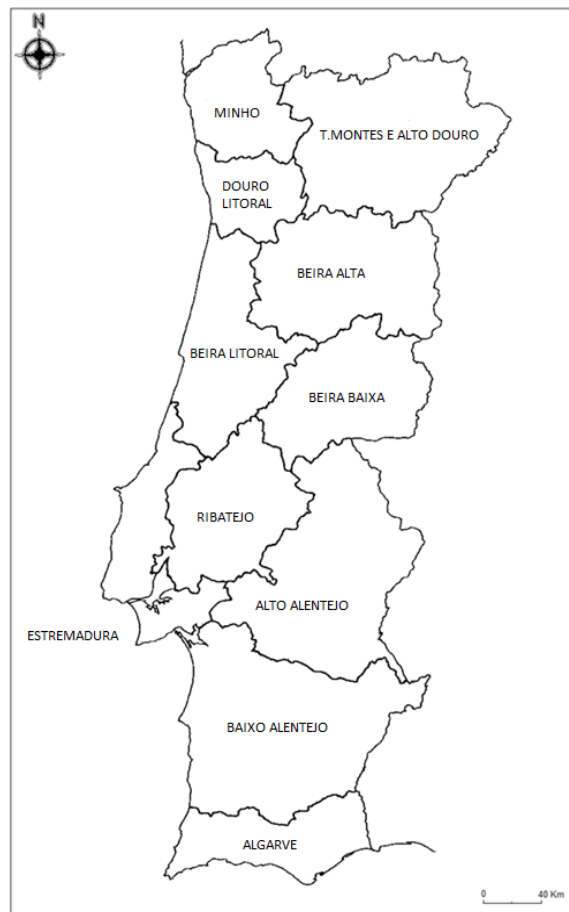 N
MINHO
T.MONTES E ALTO DOURO
DOURO
LITORAL
BEIRA ALTA
BEIRA LITORAL
BEIRA BAIXA
RIBATEJO
ALTO ALENTEJO
ESTREMADURA
BAIXO ALENTEJO
ALGARVE
0 40 Km